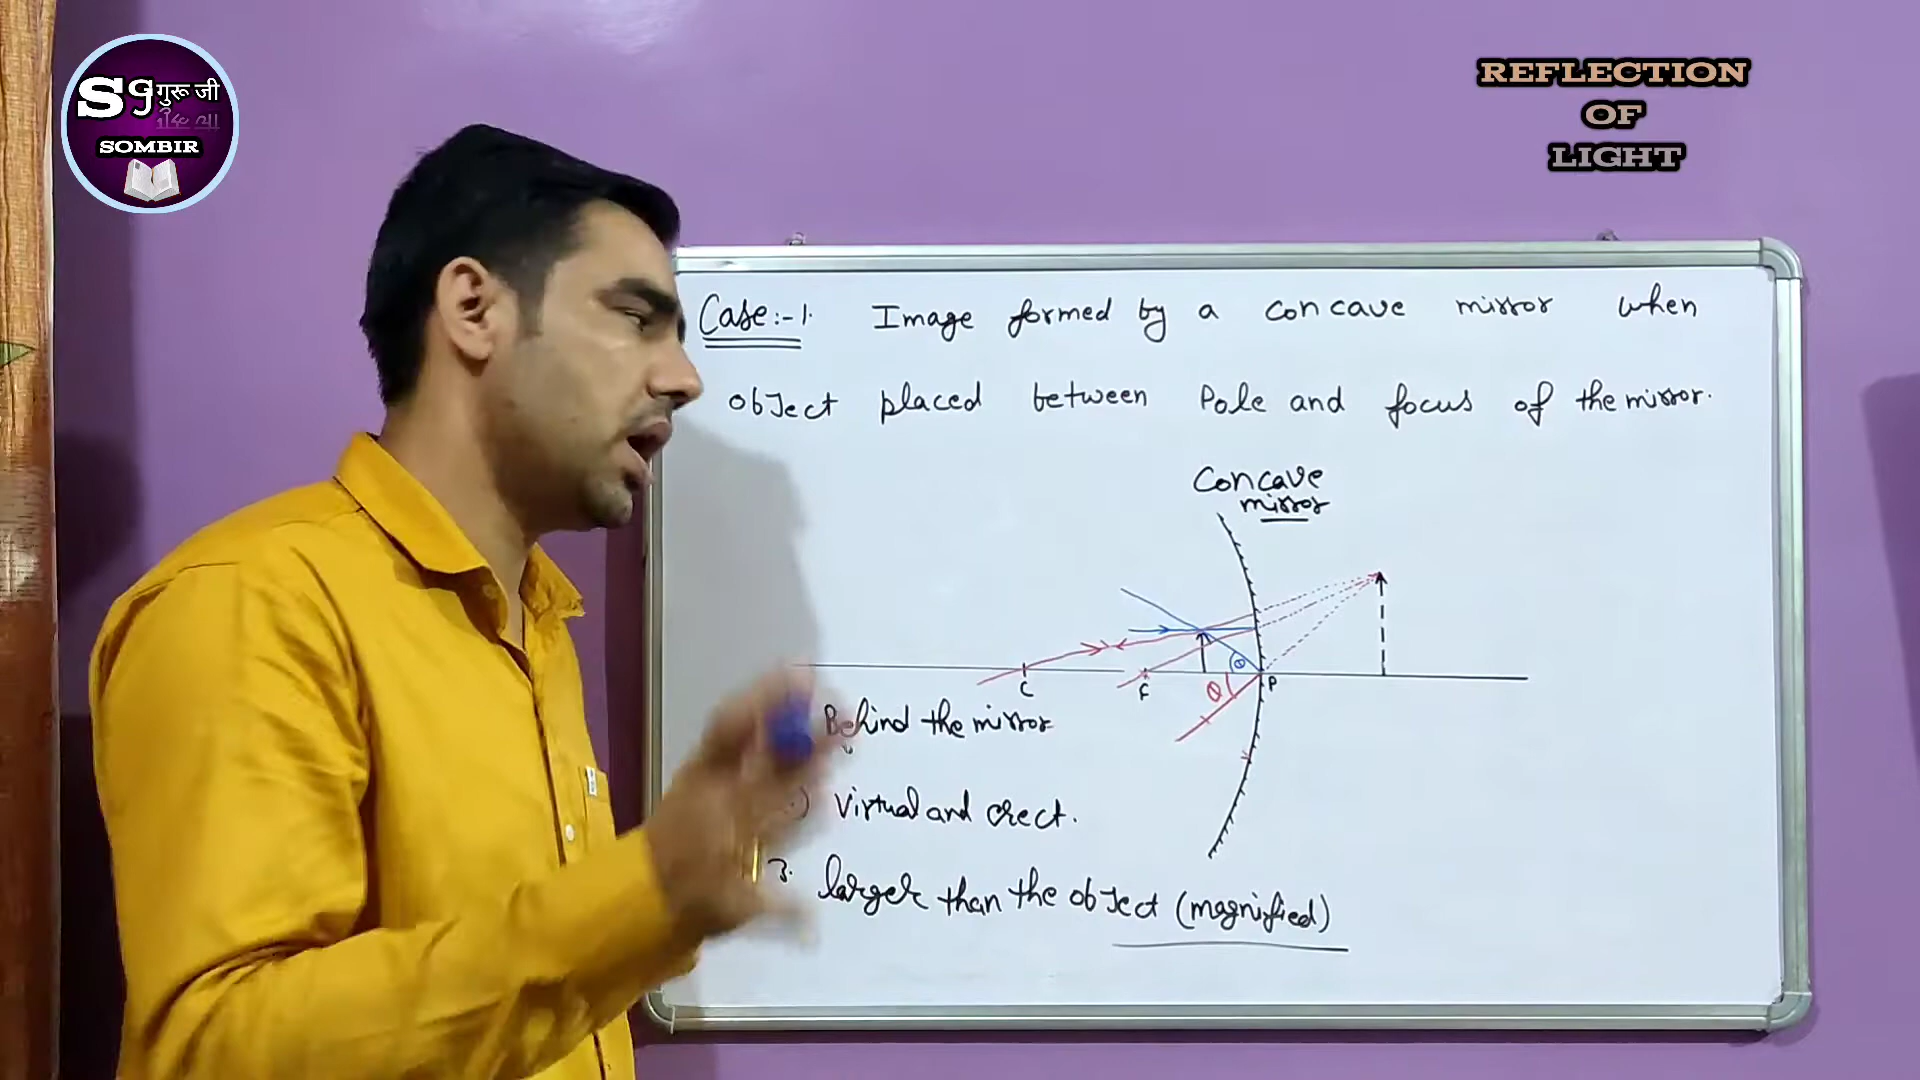 Sg गुरू जी
SOMBIR
REFLECTION
OF
LIGHT
Case:-1. Image formed by a concave mirror when
object placed between Pole and focus of the mirror.
Concave
mirror
C
F
θ
θ
P
Behind the mirror
) Virtual and erect.
3. larger than the object (magnified)